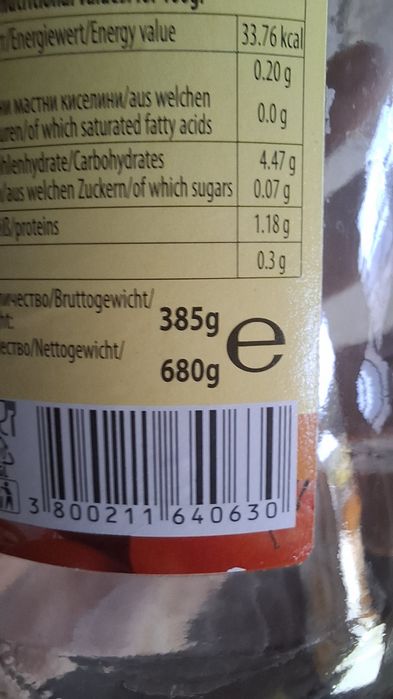 /Energiewert/Energy value 33.76 kcal
0.20 g
мастни киселини/aus welchen
/of which saturated fatty acids 0.0 g
/Carbohydrates 4.47 g
/aus welchen Zuckern/of which sugars 0.07 g
/proteins 1.18 g
0.3 g
/Bruttogewicht/
385g e
/Nettogewicht/
680g
3 800211 640630